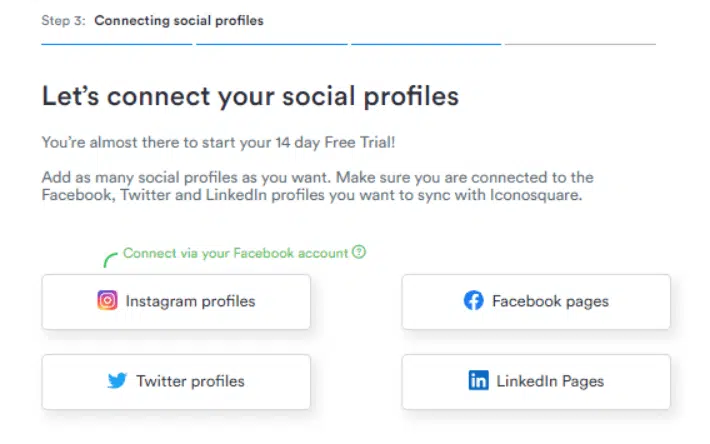 Step 3: Connecting social profiles
Let's connect your social profiles
You're almost there to start your 14 day Free Trial!
Add as many social profiles as you want. Make sure you are connected to the
Facebook, Twitter and LinkedIn profiles you want to sync with Iconosquare.
Connect via your Facebook account ?
Instagram profiles
Facebook pages
Twitter profiles
in LinkedIn Pages